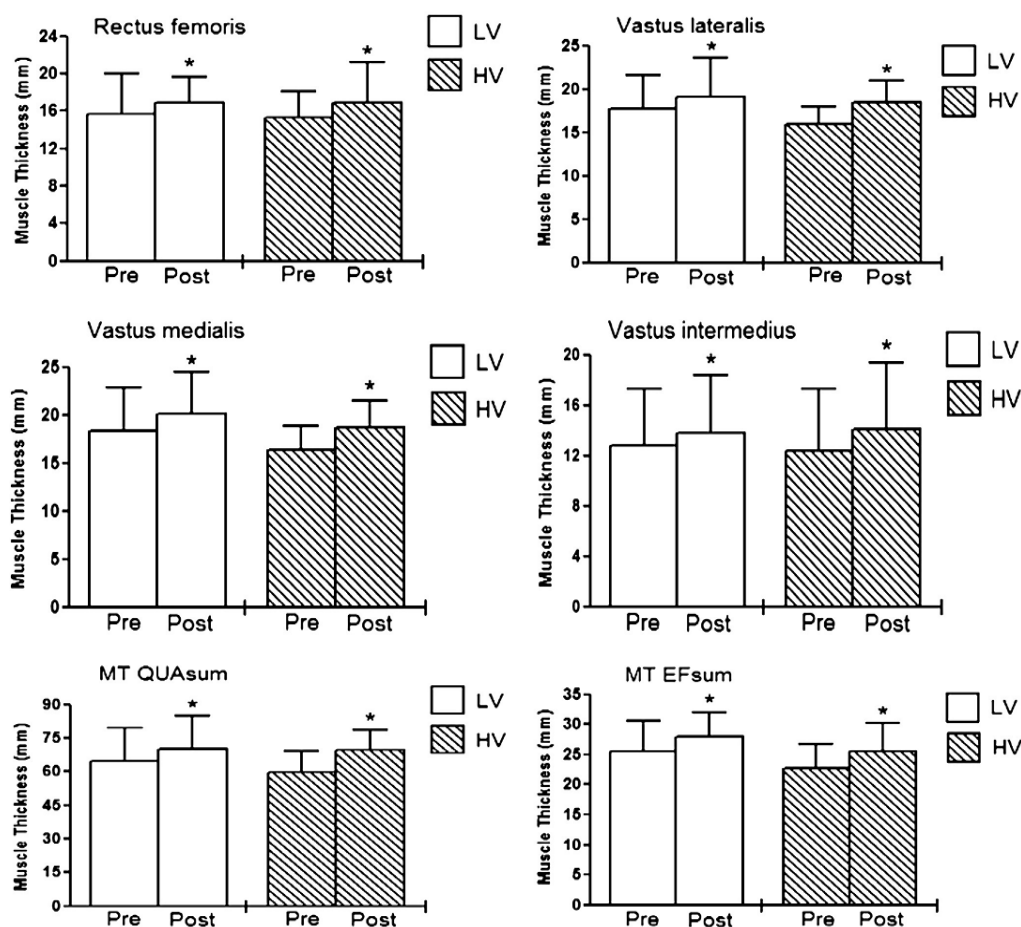 Rectus femoris
LV
HV
Muscle Thickness (mm)
24
20
16
12
8
4
0
*
*
Pre Post Pre Post
Vastus lateralis
LV
HV
Muscle Thickness (mm)
25
20
15
10
5
0
*
*
Pre Post Pre Post
Vastus medialis
LV
HV
Muscle Thickness (mm)
25
20
15
10
5
0
*
*
Pre Post Pre Post
Vastus intermedius
LV
HV
Muscle Thickness (mm)
20
16
12
8
4
0
*
*
Pre Post Pre Post
MT QUAsum
LV
HV
Muscle Thickness (mm)
90
75
60
45
30
15
0
*
*
Pre Post Pre Post
MT EFsum
LV
HV
Muscle Thickness (mm)
35
30
25
20
15
10
5
0
*
*
Pre Post Pre Post